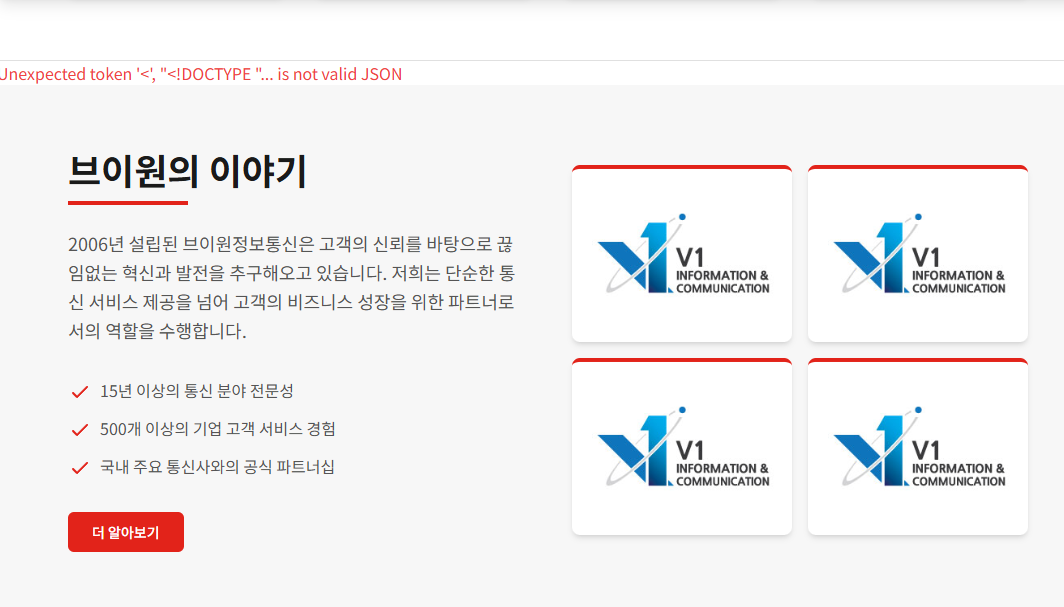 Unexpected token '<', "<!DOCTYPE "... is not valid JSON
브이원의 이야기
2006년 설립된 브이원정보통신은 고객의 신뢰를 바탕으로 끊
임없는 혁신과 발전을 추구해오고 있습니다. 저희는 단순한 통
신 서비스 제공을 넘어 고객의 비즈니스 성장을 위한 파트너로
서의 역할을 수행합니다.
15년 이상의 통신 분야 전문성
500개 이상의 기업 고객 서비스 경험
국내 주요 통신사와의 공식 파트너십
더 알아보기
V1
INFORMATION &
COMMUNICATION
V1
INFORMATION &
COMMUNICATION
V1
INFORMATION &
COMMUNICATION
V1
INFORMATION &
COMMUNICATION